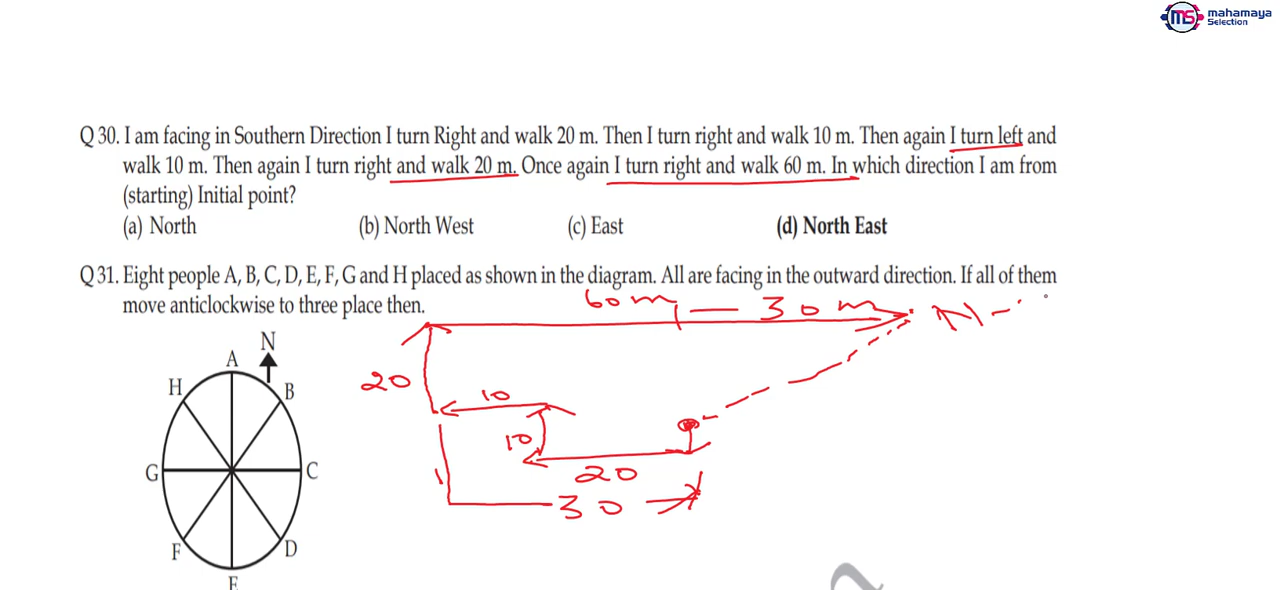 mahamaya
Selection
MS
Q 30. I am facing in Southern Direction I turn Right and walk 20 m. Then I turn right and walk 10 m. Then again I turn left and
walk 10 m. Then again I turn right and walk 20 m. Once again I turn right and walk 60 m. In which direction I am from
(starting) Initial point?
(a) North (b) North West (c) East (d) North East
Q 31. Eight people A, B, C, D, E, F, G and H placed as shown in the diagram. All are facing in the outward direction. If all of them
move anticlockwise to three place then.
60 m — 30 m N-
N
A
H B
20
10
10
G C
20
30
F D
E